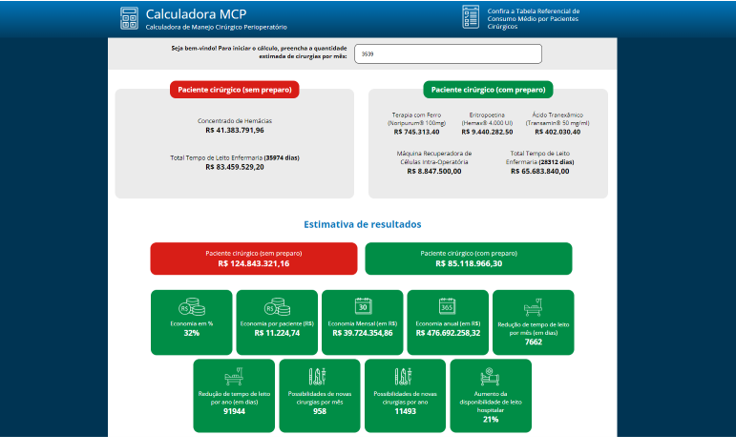 Calculadora MCP
Calculadora de Manejo Cirúrgico Perioperatório
Confira a Tabela Referencial de
Consumo Médio por Pacientes
Cirúrgicos
Seja bem-vindo! Para iniciar o cálculo, preencha a quantidade
estimada de cirurgias por mês:
3539
Paciente cirúrgico (sem preparo)
Concentrado de Hemácias
R$ 41.383.791,96
Total Tempo de Leito Enfermaria (35974 dias)
R$ 83.459.529,20
Paciente cirúrgico (com preparo)
Terapia com Ferro
(Noripurum® 100mg)
R$ 745.313,40
Eritropoetina
(Hemax® 4.000 UI)
R$ 9.440.282,50
Ácido Tranexâmico
(Transamin® 50 mg/ml)
R$ 402.030,40
Máquina Recuperadora de
Células Intra-Operatória
R$ 8.847.500,00
Total Tempo de Leito
Enfermaria (28312 dias)
R$ 65.683.840,00
Estimativa de resultados
Paciente cirúrgico (sem preparo)
R$ 124.843.321,16
Paciente cirúrgico (com preparo)
R$ 85.118.966,30
Economia em %
32%
Economia por paciente (R$)
R$ 11.224,74
30
Economia Mensal (em R$)
R$ 39.724.354,86
365
Economia anual (em R$)
R$ 476.692.258,32
Redução de tempo de leito
por mês (em dias)
7662
Redução de tempo de leito
por ano (em dias)
91944
Possibilidades de novas
cirurgias por mês
958
Possibilidades de novas
cirurgias por ano
11493
Aumento da
disponibilidade de leito
hospitalar
21%